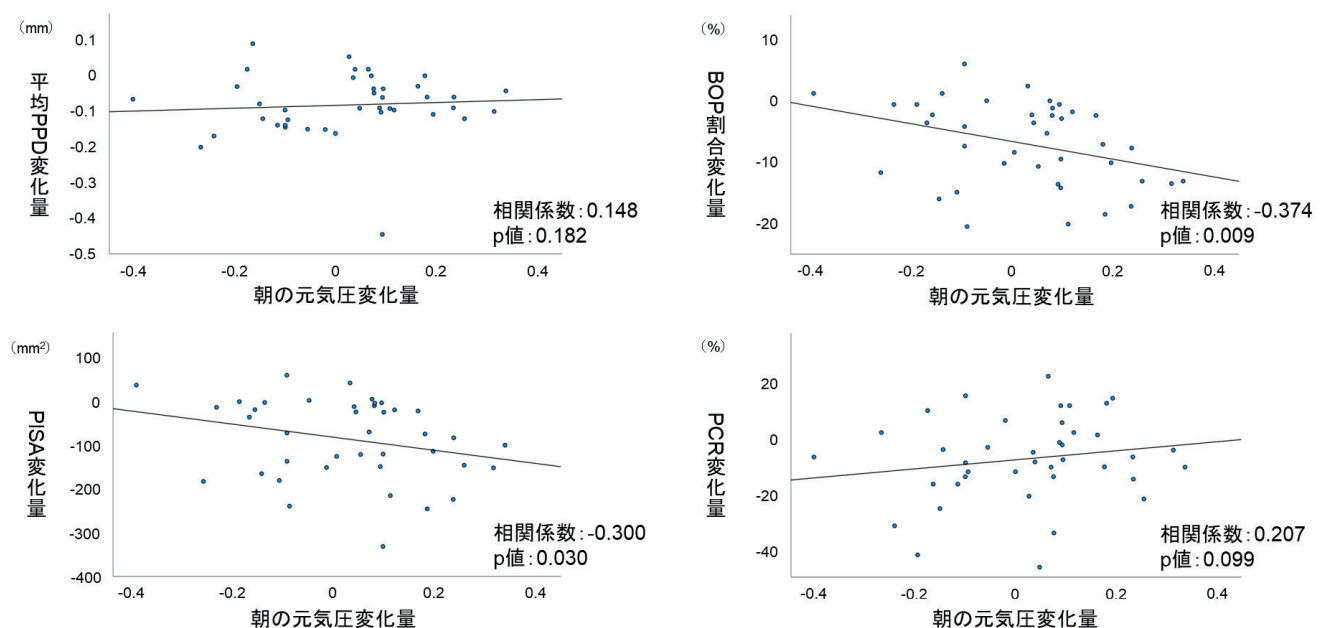 （mm）
平均PPD変化量
0.1
0
-0.1
-0.2
-0.3
-0.4
-0.5
相関係数：0.148
p値：0.182
-0.4
-0.2
0
0.2
0.4
朝の元気圧変化量
（%）
BOP割合変化量
10
0
-10
-20
相関係数：-0.374
p値：0.009
-0.4
-0.2
0
0.2
0.4
朝の元気圧変化量
（mm²）
PISA変化量
100
0
-100
-200
-300
-400
相関係数：-0.300
p値：0.030
-0.4
-0.2
0
0.2
0.4
朝の元気圧変化量
（%）
PCR変化量
20
0
-20
-40
相関係数：0.207
p値：0.099
-0.4
-0.2
0
0.2
0.4
朝の元気圧変化量